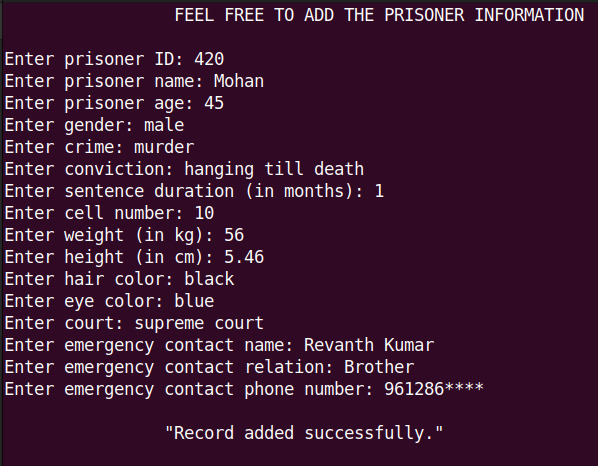 FEEL FREE TO ADD THE PRISONER INFORMATION
Enter prisoner ID: 420
Enter prisoner name: Mohan
Enter prisoner age: 45
Enter gender: male
Enter crime: murder
Enter conviction: hanging till death
Enter sentence duration (in months): 1
Enter cell number: 10
Enter weight (in kg): 56
Enter height (in cm): 5.46
Enter hair color: black
Enter eye color: blue
Enter court: supreme court
Enter emergency contact name: Revanth Kumar
Enter emergency contact relation: Brother
Enter emergency contact phone number: 961286****
"Record added successfully."